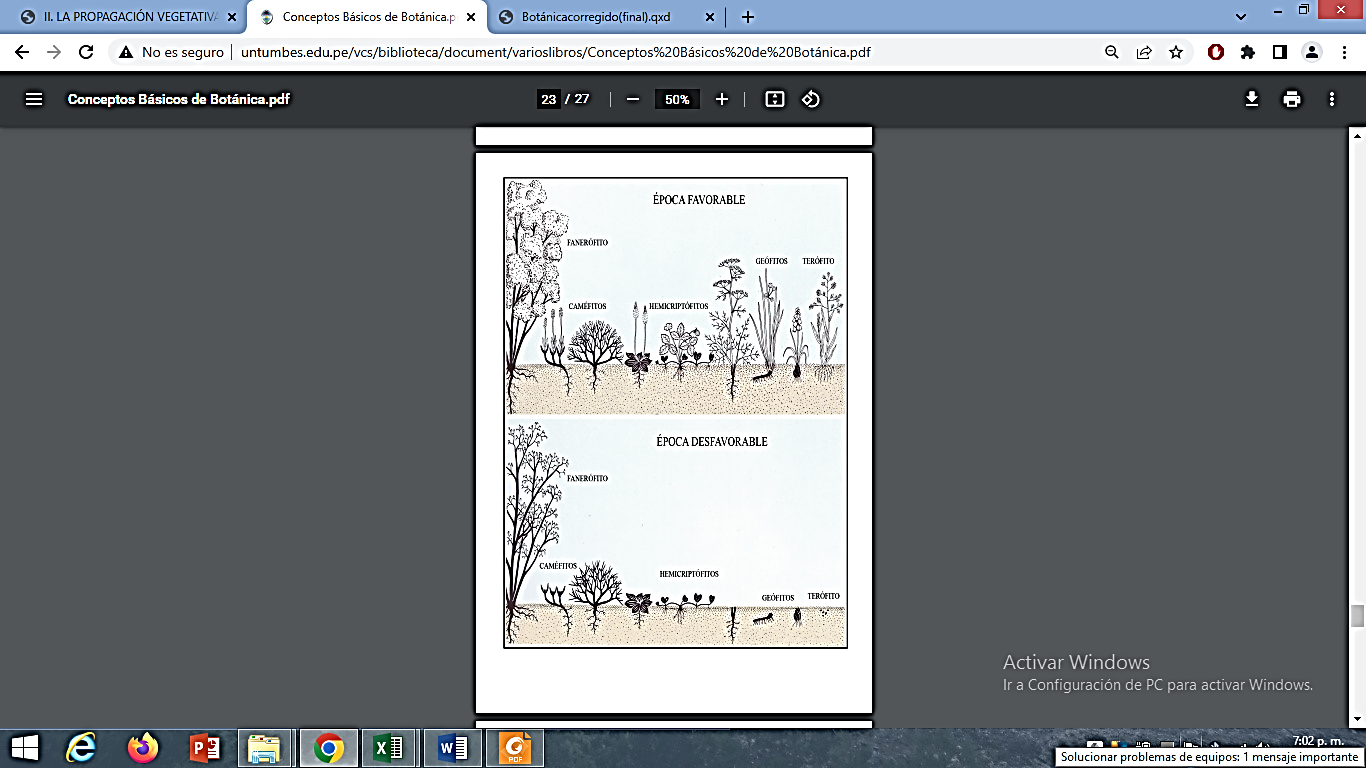 II. LA PROPAGACIÓN VEGETATIVA
Conceptos Básicos de Botánica.p
Botánicacorregido(final).qxd
No es seguro
untumbes.edu.pe/vcs/biblioteca/document/varioslibros/Conceptos%20Básicos%20de%20Botánica.pdf
Conceptos Básicos de Botánica.pdf
23 / 27
50%
ÉPOCA FAVORABLE
FANERÓFITO
GEÓFITOS
TERÓFITO
CAMÉFITOS
HEMICRIPTÓFITOS
ÉPOCA DESFAVORABLE
FANERÓFITO
CAMÉFITOS
HEMICRIPTÓFITOS
GEÓFITOS
TERÓFITO
Activar Windows
Ir a Configuración de PC para activar Windows.
7:02 p. m.
Solucionar problemas de equipos: 1 mensaje importante
PDF